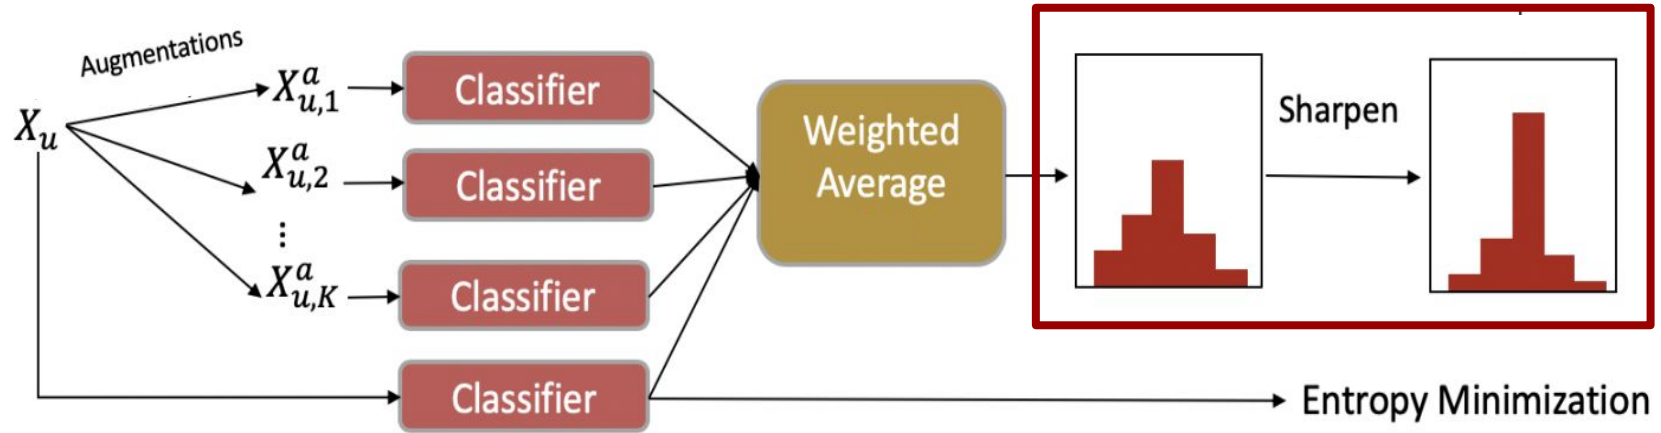 Augmentations
X_u
X^a_{u,1}
Classifier
X^a_{u,2}
Classifier
⋮
X^a_{u,K}
Classifier
Classifier
Weighted
Average
Sharpen
Entropy Minimization